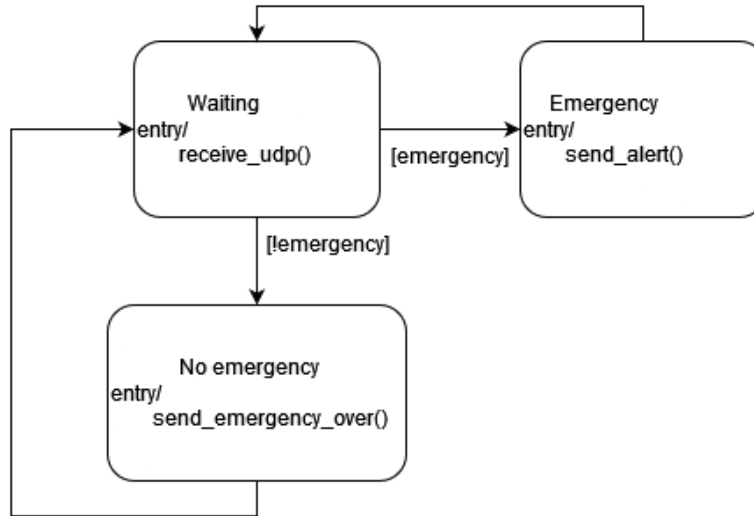 Waiting
entry/
receive_udp()
[emergency]
Emergency
entry/
send_alert()
[!emergency]
No emergency
entry/
send_emergency_over()